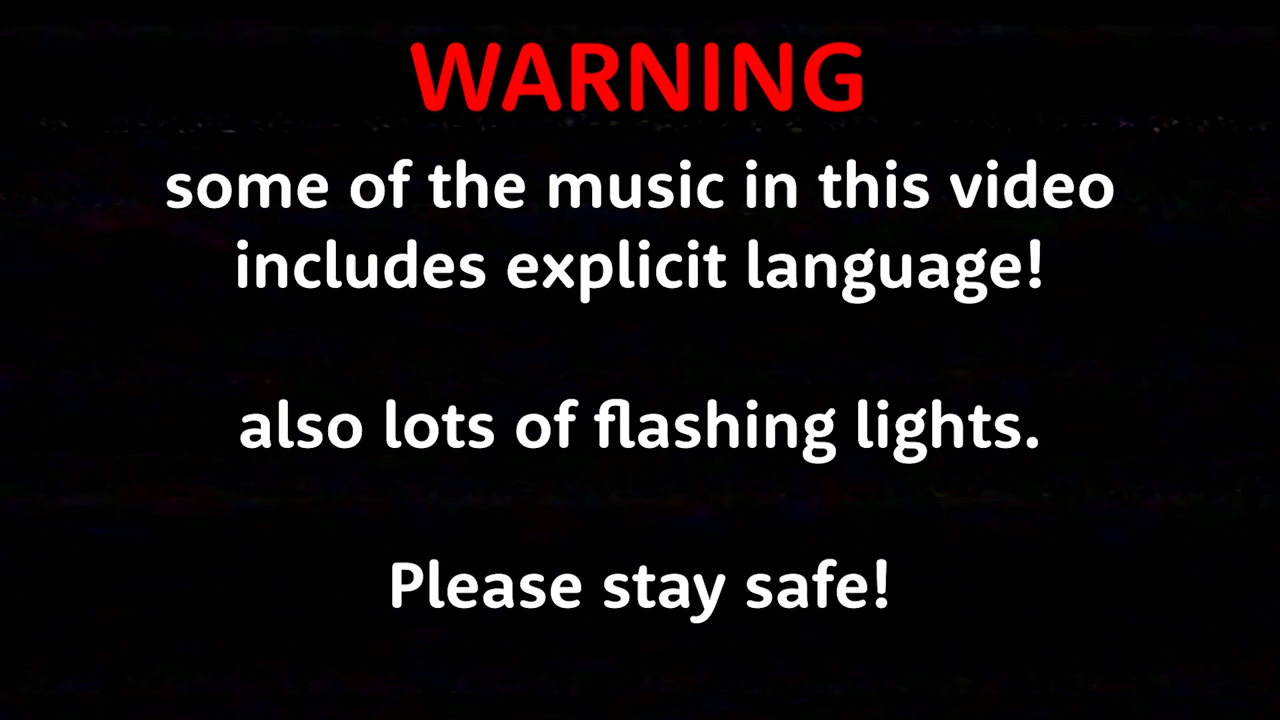 WARNING
some of the music in this video
includes explicit language!
also lots of flashing lights.
Please stay safe!